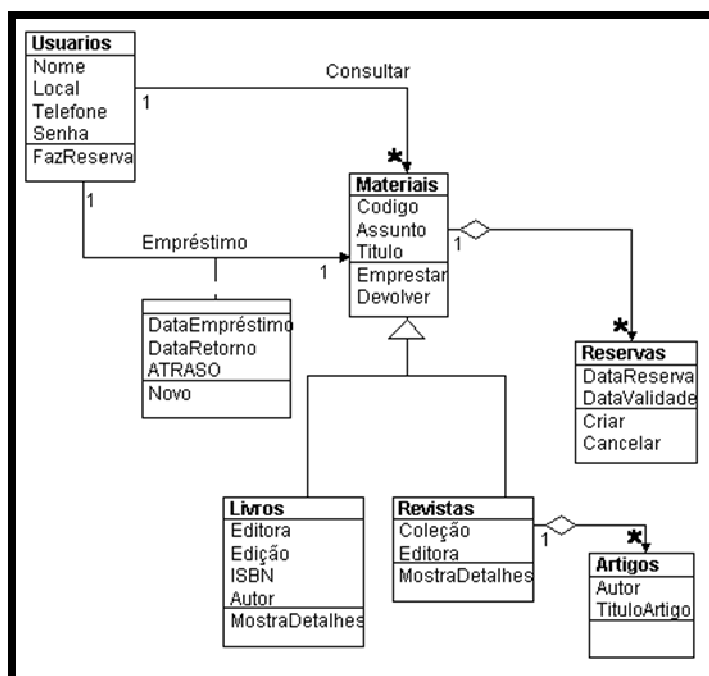 Usuarios
Nome
Local
Telefone
Senha
FazReserva
Consultar
1
*
1
Empréstimo
1
Materiais
Codigo
Assunto
Titulo
Emprestar
Devolver
1
*
DataEmpréstimo
DataRetorno
ATRASO
Novo
Reservas
DataReserva
DataValidade
Criar
Cancelar
Livros
Editora
Edição
ISBN
Autor
MostraDetalhes
Revistas
Coleção
Editora
MostraDetalhes
1
*
Artigos
Autor
TituloArtigo